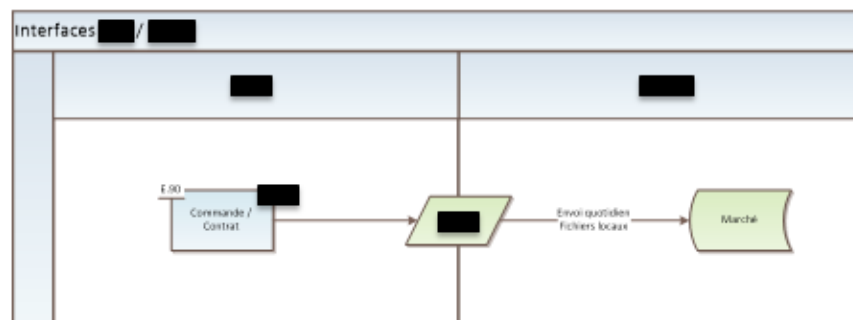 Interfaces /
E.90
Commande /
Contrat
Envoi quotidien
Fichiers locaux
Marché